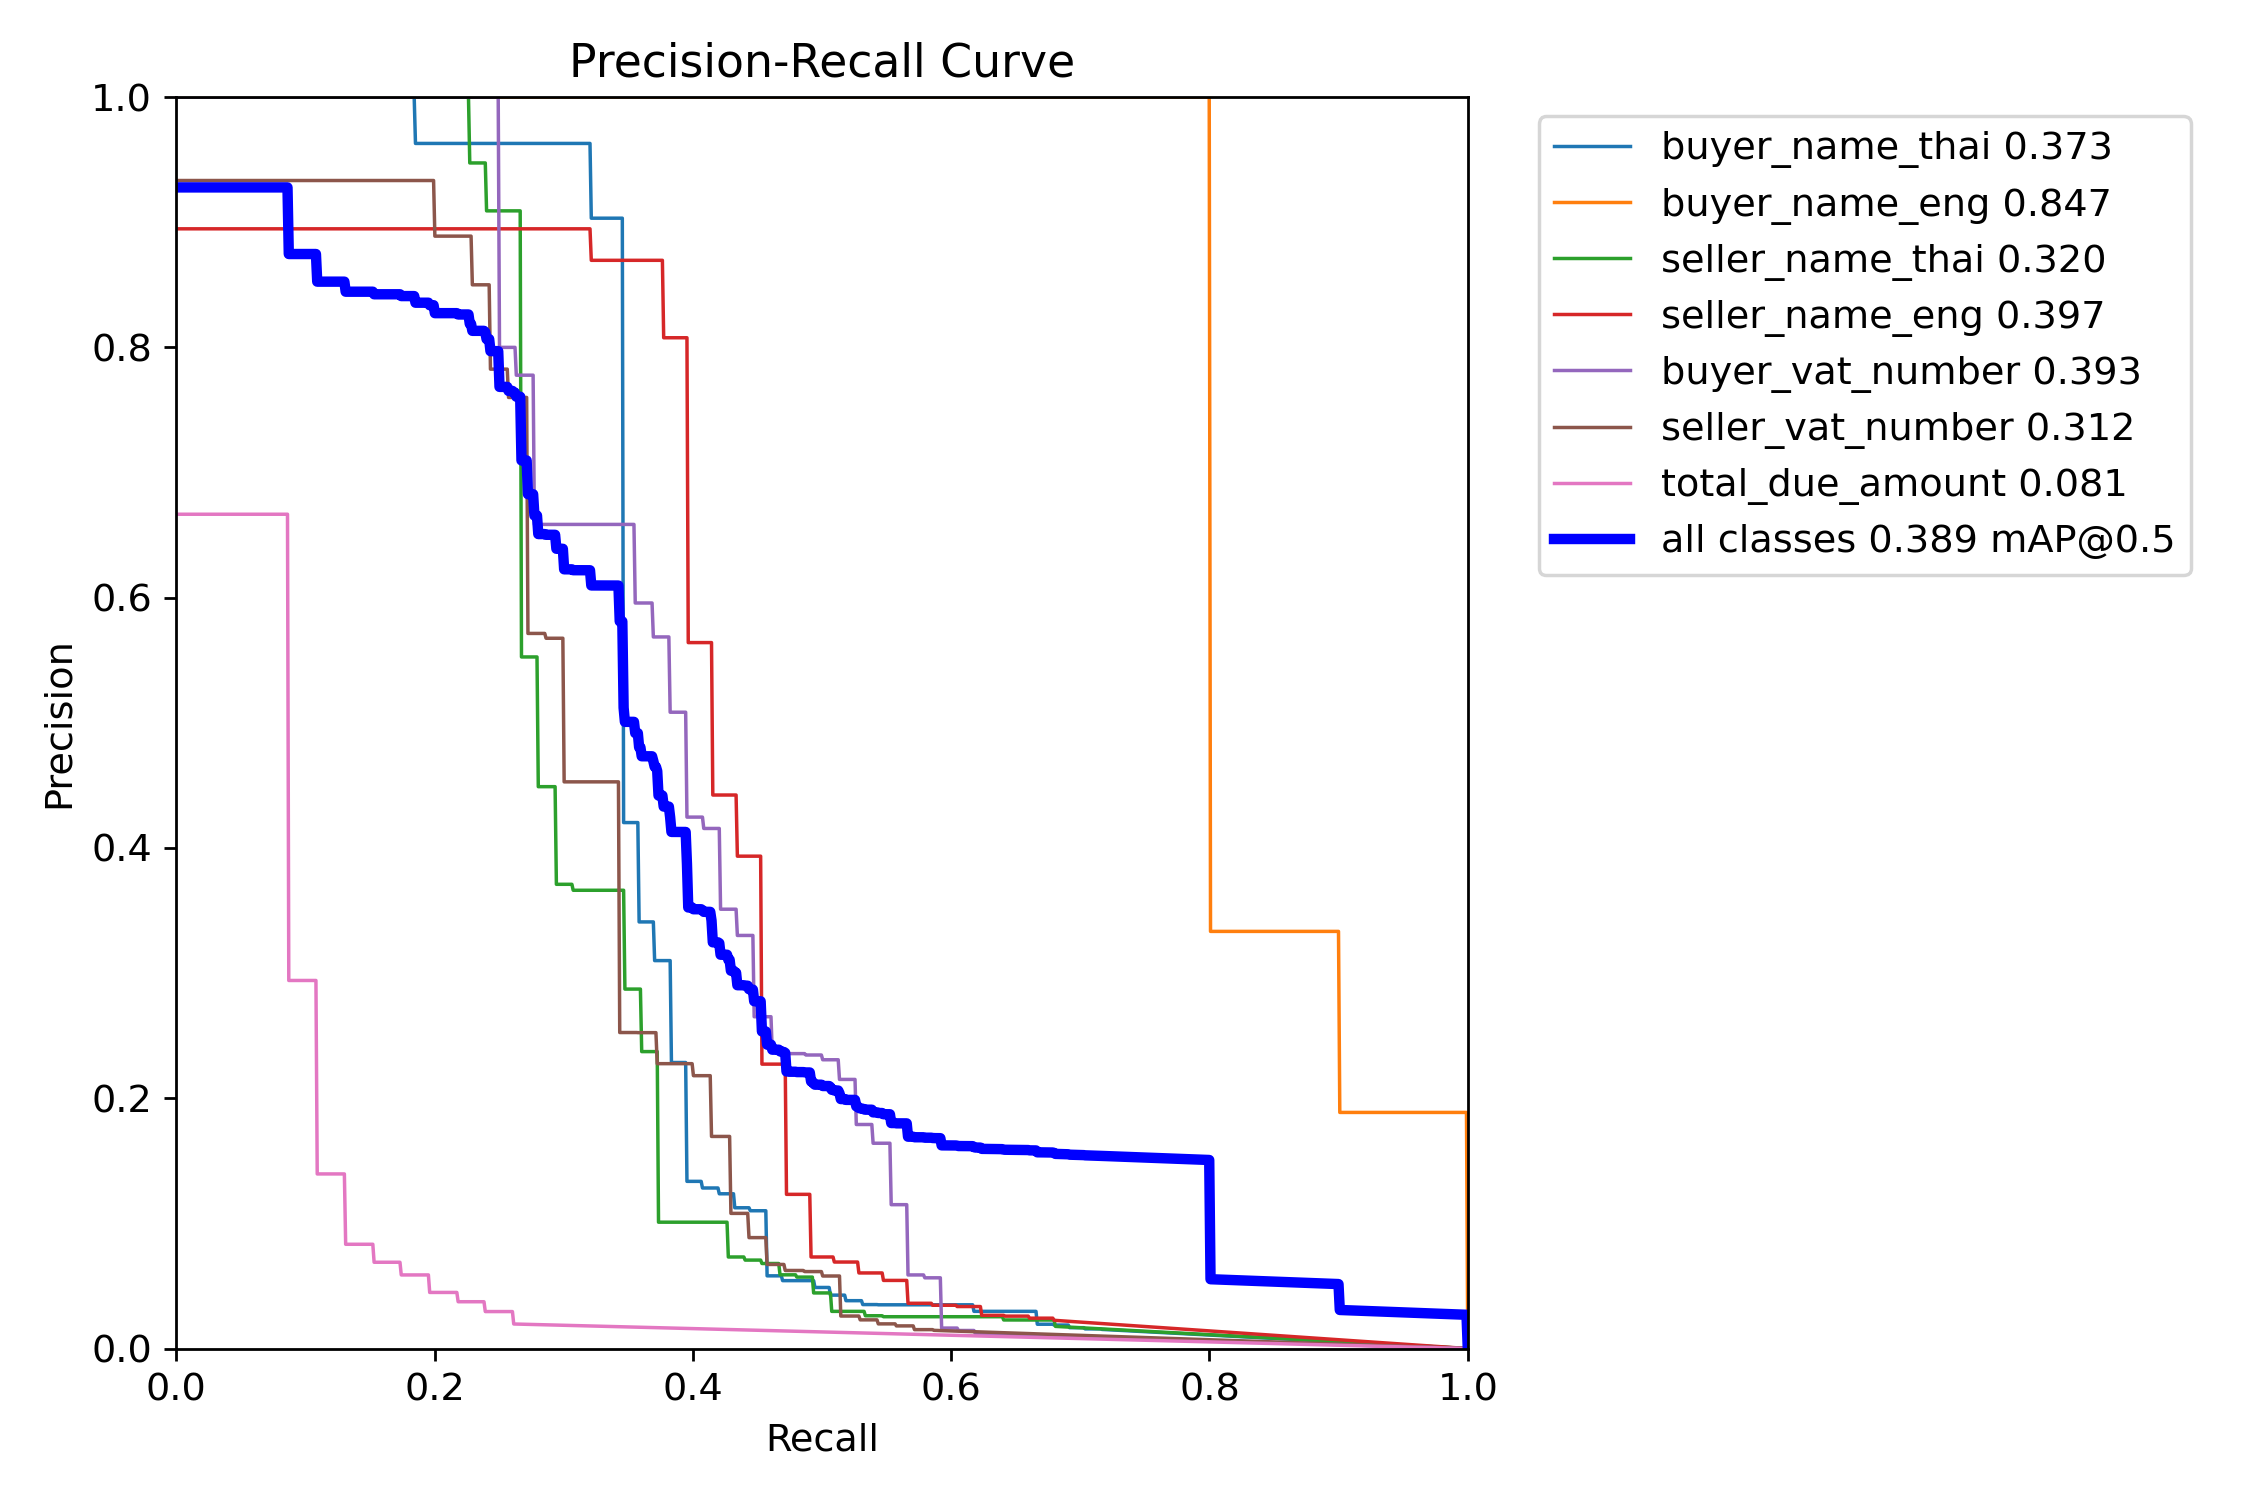 Precision-Recall Curve
1.0
0.8
0.6
0.4
0.2
0.0
Precision
0.0 0.2 0.4 0.6 0.8 1.0
Recall
buyer_name_thai 0.373
buyer_name_eng 0.847
seller_name_thai 0.320
seller_name_eng 0.397
buyer_vat_number 0.393
seller_vat_number 0.312
total_due_amount 0.081
all classes 0.389 mAP@0.5